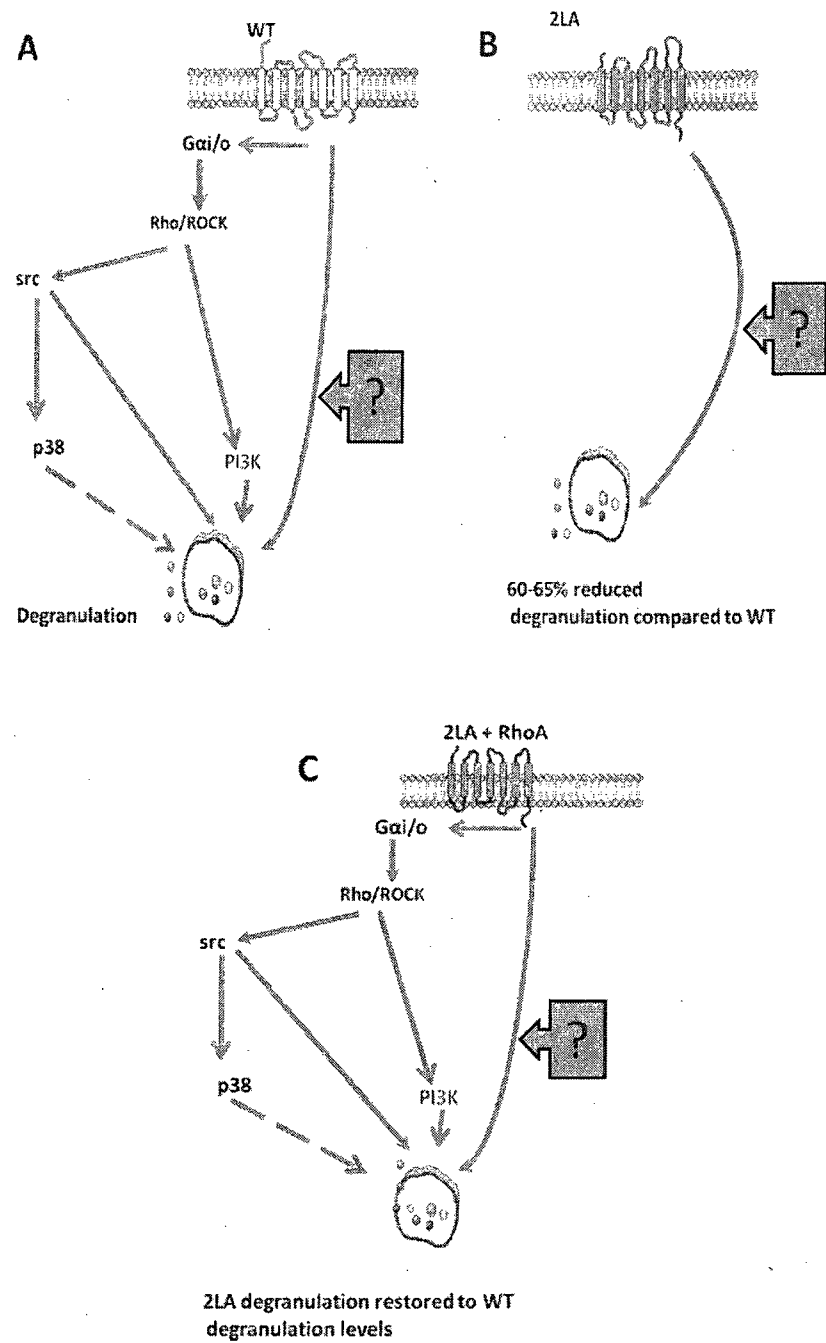 A
WT
Gαi/o
Rho/ROCK
src
p38
PI3K
?
Degranulation
B
2LA
?
60-65% reduced
degranulation compared to WT
C
2LA + RhoA
Gαi/o
Rho/ROCK
src
p38
PI3K
?
2LA degranulation restored to WT
degranulation levels